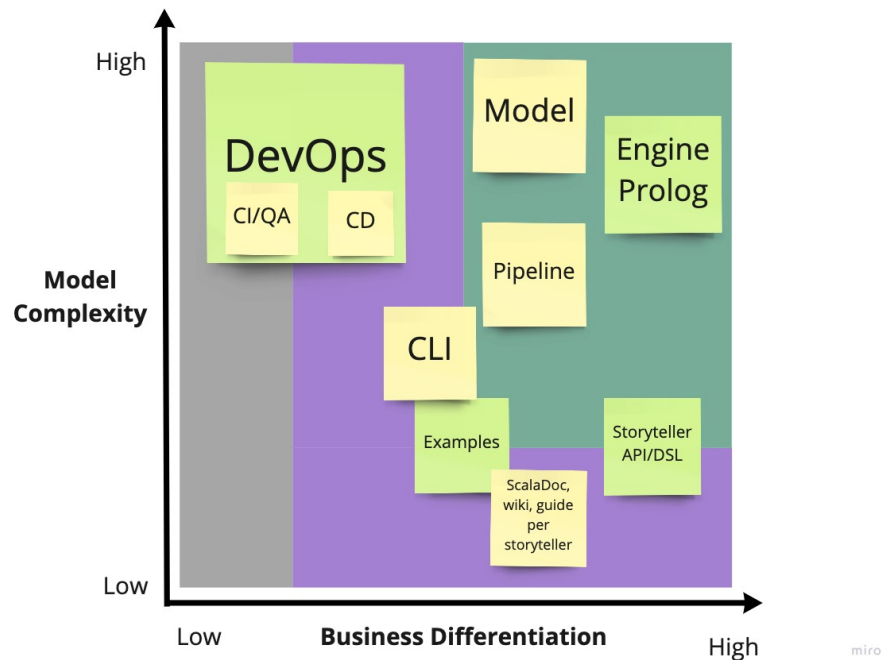 High
Model
Complexity
Low
DevOps
CI/QA
CD
Model
Engine
Prolog
Pipeline
CLI
Examples
Storyteller
API/DSL
ScalaDoc,
wiki, guide
per
storyteller
Low
Business Differentiation
High
miro